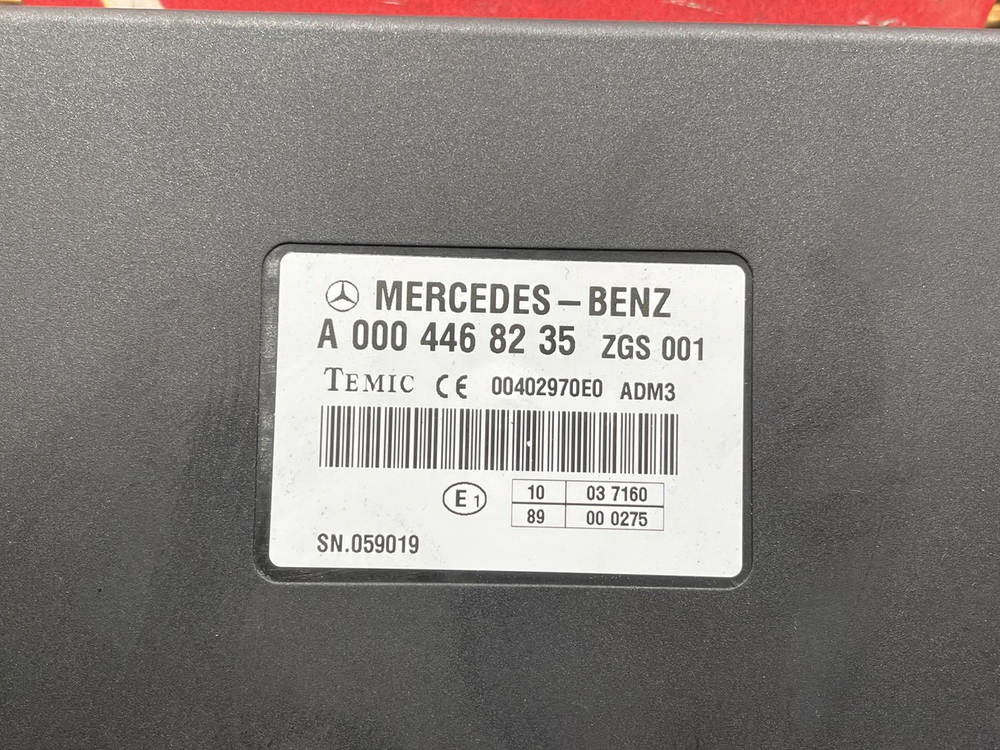 MERCEDES – BENZ
A 000 446 82 35 ZGS 001
TEMIC CE 00402970E0 ADM3
E1 10 03 7160
89 00 0275
SN.059019